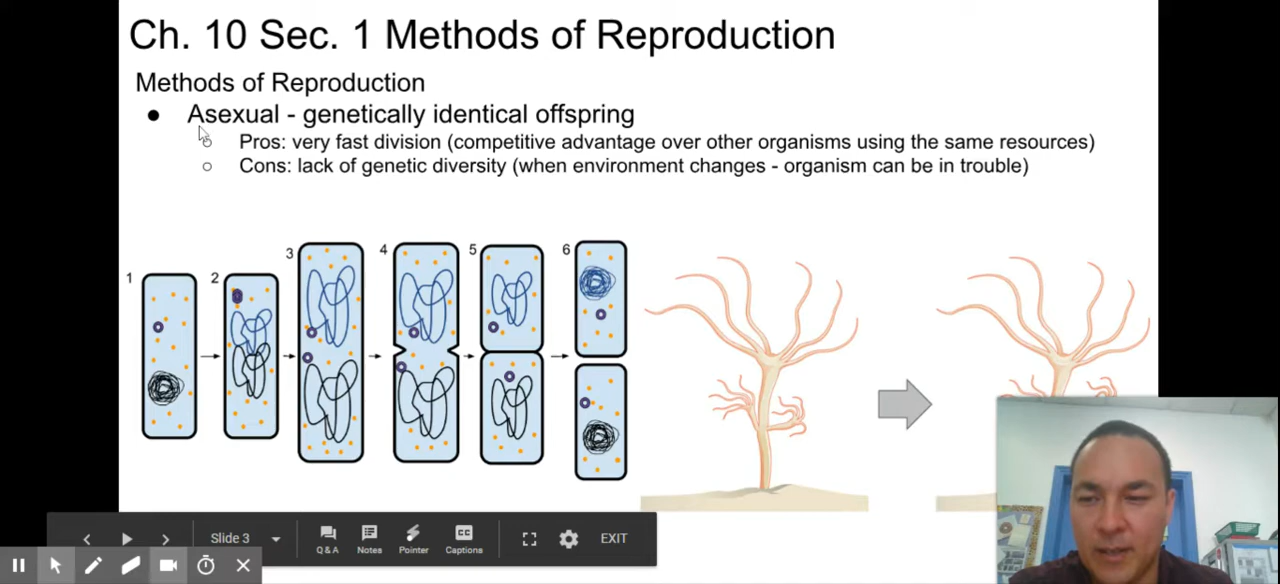 Ch. 10 Sec. 1 Methods of Reproduction
Methods of Reproduction
● Asexual - genetically identical offspring
○ Pros: very fast division (competitive advantage over other organisms using the same resources)
○ Cons: lack of genetic diversity (when environment changes - organism can be in trouble)
1
2
3
4
5
6
Slide 3
Q&A
Notes
Pointer
CC
Captions
EXIT